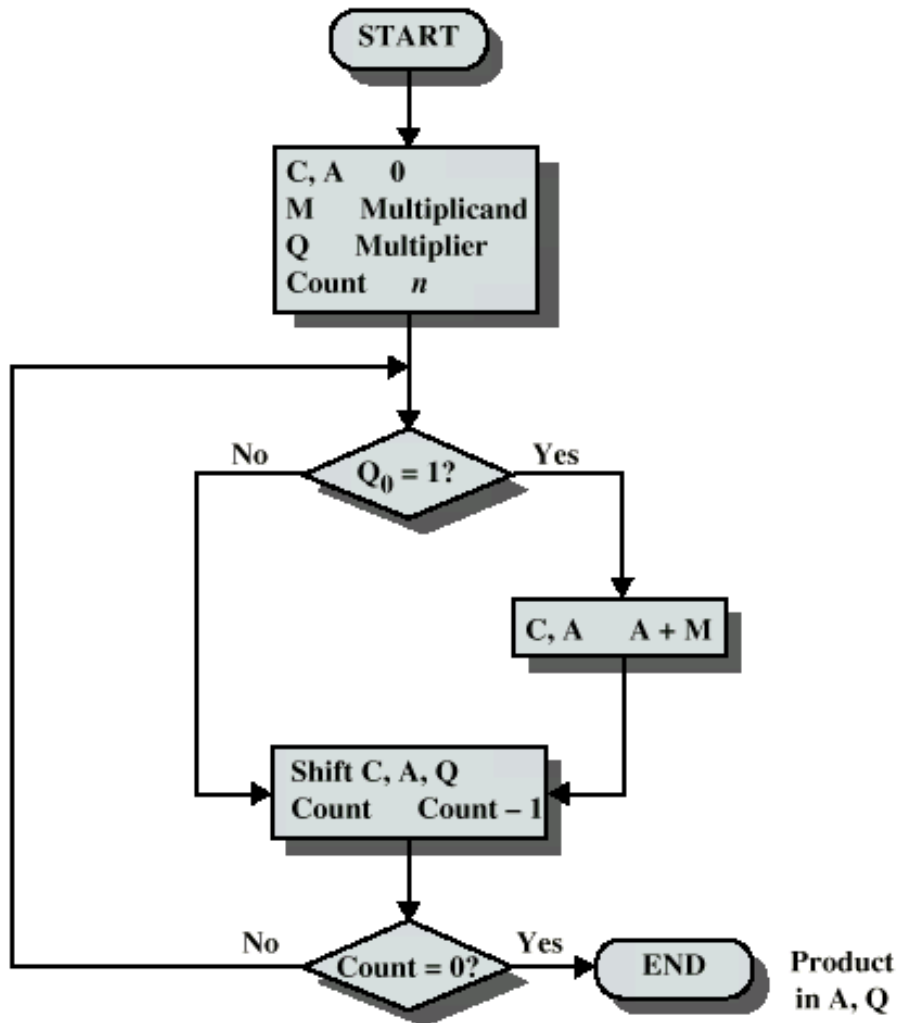 START
C, A 0
M Multiplicand
Q Multiplier
Count n
No
Yes
Q0 = 1?
C, A A + M
Shift C, A, Q
Count Count – 1
No
Yes
Count = 0?
END
Product
in A, Q